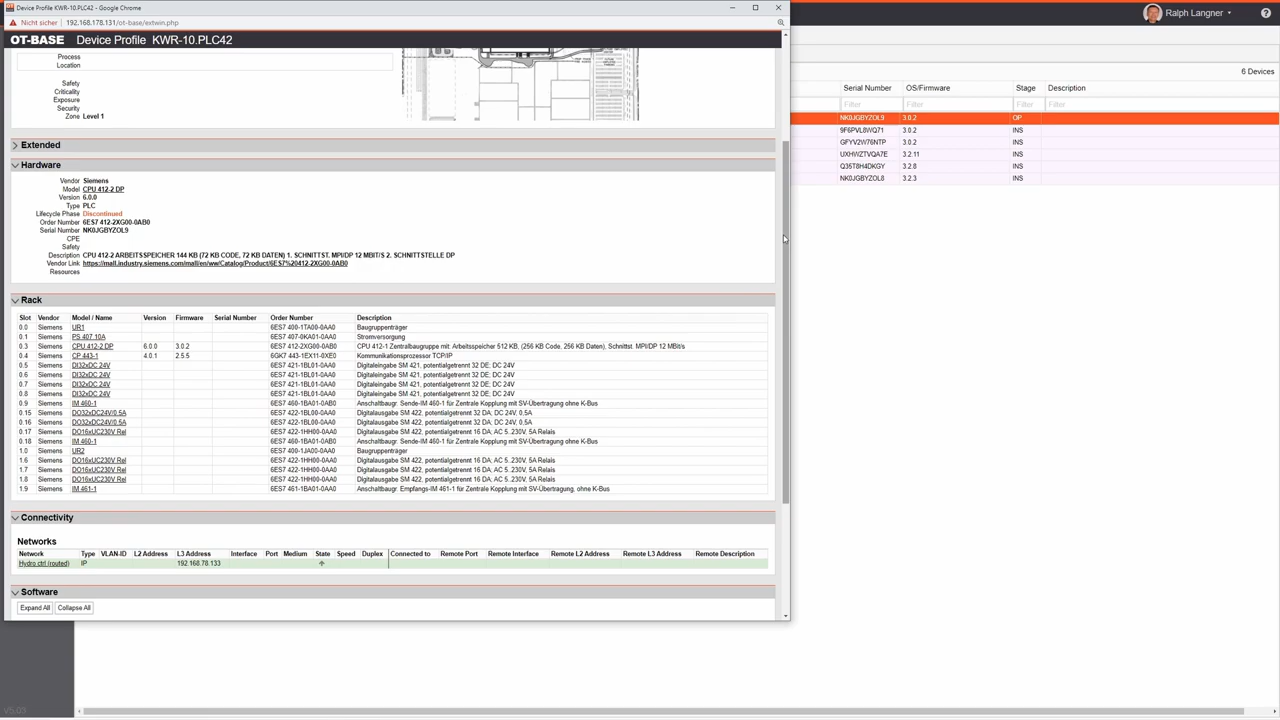 Device Profile KWR-10.PLC42 - Google Chrome
Nicht sicher | 192.168.178.131/ot-base/extwin.php
OT-BASE Device Profile KWR-10.PLC42
Ralph Langner
6 Devices
Serial Number OS/Firmware Stage Description
Filter Filter Filter Filter
NK0JGBYZOL9 3.0.2 OP
9F6PVL8WQ71 3.0.2 INS
GFYV2W76NTP 3.0.2 INS
UXHWZTVQA7E 3.2.11 INS
Q35T8H4DKGY 3.2.8 INS
NK0JGBYZOL8 3.2.3 INS
Process
Location
Safety
Criticality
Exposure
Security
Zone Level 1
Extended
Hardware
Vendor Siemens
Model CPU 412-2 DP
Version 6.0.0
Type PLC
Lifecycle Phase Discontinued
Order Number 6ES7 412-2XG00-0AB0
Serial Number NK0JGBYZOL9
CPE
Safety
Description CPU 412-2 ARBEITSSPEICHER 144 KB (72 KB CODE, 72 KB DATEN) 1. SCHNITTST. MPI/DP 12 MBIT/S 2. SCHNITTSTELLE DP
Vendor Link https://mall.industry.siemens.com/mall/en/ww/Catalog/Product/6ES7%20412-2XG00-0AB0
Resources
Rack
Slot Vendor Model / Name Version Firmware Serial Number Order Number Description
0.0 Siemens UR1 6ES7 400-1TA00-0AA0 Baugruppenträger
0.1 Siemens PS 407 10A 6ES7 407-0KA01-0AA0 Stromversorgung
0.3 Siemens CPU 412-2 DP 6.0.0 3.0.2 6ES7 412-2XG00-0AB0 CPU 412-1 Zentralbaugruppe mit: Arbeitsspeicher 512 KB, (256 KB Code, 256 KB Daten), Schnittst. MPI/DP 12 MBit/s
0.4 Siemens CP 443-1 4.0.1 2.5.5 6GK7 443-1EX11-0XE0 Kommunikationsprozessor TCP/IP
0.5 Siemens DI32xDC 24V 6ES7 421-1BL01-0AA0 Digitaleingabe SM 421, potentialgetrennt 32 DE; DC 24V
0.6 Siemens DI32xDC 24V 6ES7 421-1BL01-0AA0 Digitaleingabe SM 421, potentialgetrennt 32 DE; DC 24V
0.7 Siemens DI32xDC 24V 6ES7 421-1BL01-0AA0 Digitaleingabe SM 421, potentialgetrennt 32 DE; DC 24V
0.8 Siemens DI32xDC 24V 6ES7 421-1BL01-0AA0 Digitaleingabe SM 421, potentialgetrennt 32 DE; DC 24V
0.9 Siemens IM 460-1 6ES7 460-1BA01-0AB0 Anschaltbaugr. Sende-IM 460-1 für Zentrale Kopplung mit SV-Übertragung ohne K-Bus
0.15 Siemens DO32xDC24V/0.5A 6ES7 422-1BL00-0AA0 Digitalausgabe SM 422, potentialgetrennt 32 DA; DC 24V, 0,5A
0.16 Siemens DO32xDC24V/0.5A 6ES7 422-1BL00-0AA0 Digitalausgabe SM 422, potentialgetrennt 32 DA; DC 24V, 0,5A
0.17 Siemens DO16xUC230V Rel 6ES7 422-1HH00-0AA0 Digitalausgabe SM 422, potentialgetrennt 16 DA; AC 5..230V, 5A Relais
0.18 Siemens IM 460-1 6ES7 460-1BA01-0AB0 Anschaltbaugr. Sende-IM 460-1 für Zentrale Kopplung mit SV-Übertragung ohne K-Bus
1.0 Siemens UR2 6ES7 400-1JA00-0AA0 Baugruppenträger
1.6 Siemens DO16xUC230V Rel 6ES7 422-1HH00-0AA0 Digitalausgabe SM 422, potentialgetrennt 16 DA; AC 5..230V, 5A Relais
1.7 Siemens DO16xUC230V Rel 6ES7 422-1HH00-0AA0 Digitalausgabe SM 422, potentialgetrennt 16 DA; AC 5..230V, 5A Relais
1.8 Siemens DO16xUC230V Rel 6ES7 422-1HH00-0AA0 Digitalausgabe SM 422, potentialgetrennt 16 DA; AC 5..230V, 5A Relais
1.9 Siemens IM 461-1 6ES7 461-1BA01-0AA0 Anschaltbaugr. Empfangs-IM 461-1 für Zentrale Kopplung mit SV-Übertragung, ohne K-Bus
Connectivity
Networks
Network Type VLAN-ID L2 Address L3 Address Interface Port Medium State Speed Duplex Connected to Remote Port Remote Interface Remote L2 Address Remote L3 Address Remote Description
Hydro ctrl (routed) IP 192.168.78.133
Software
Expand All Collapse All
V5.03